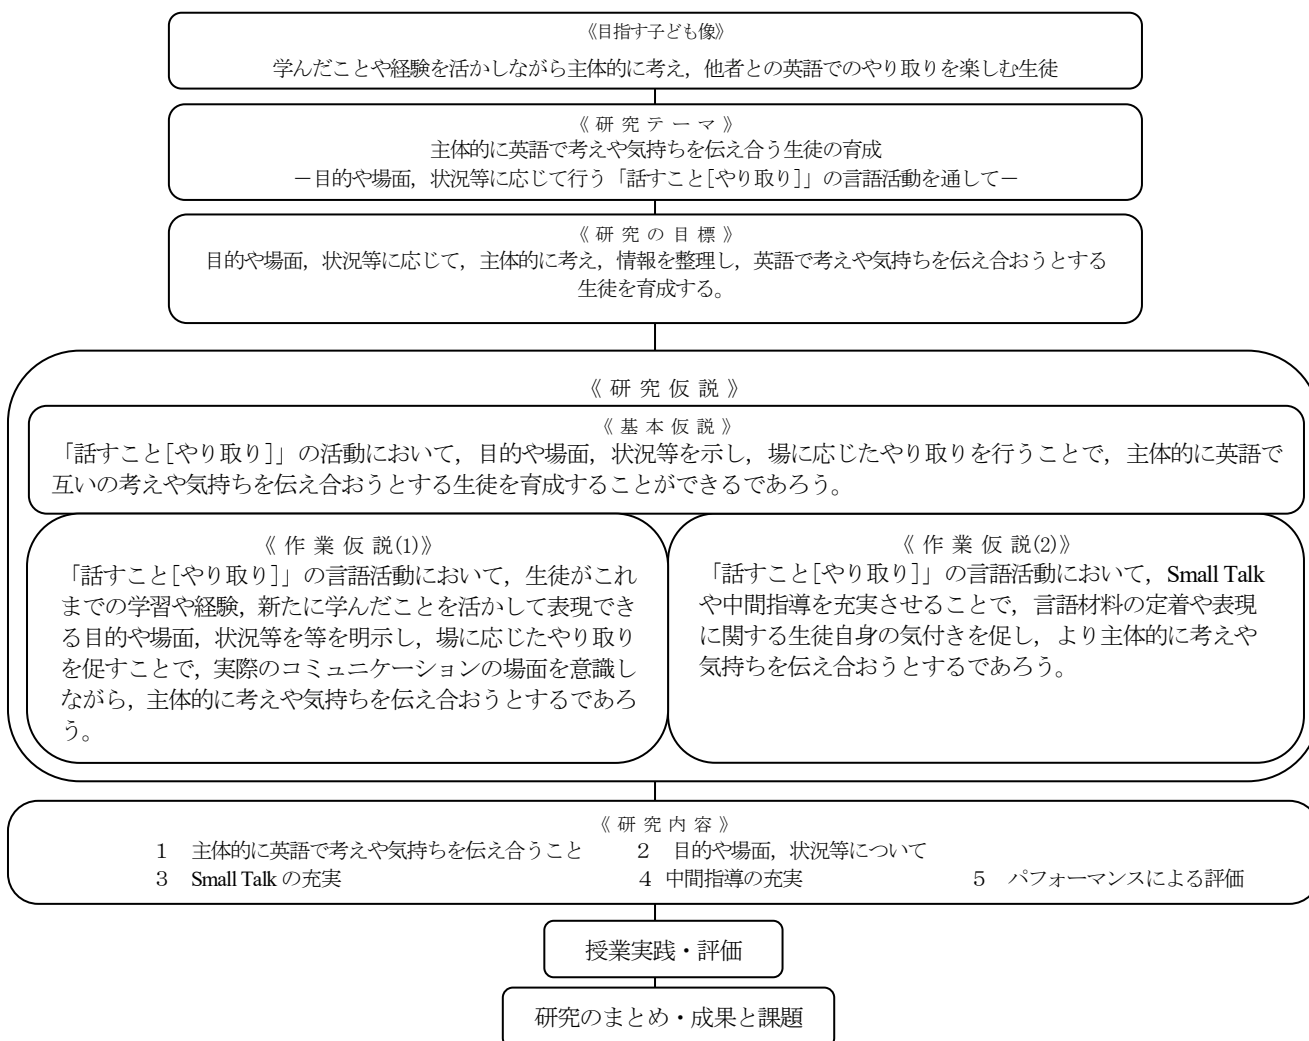 《目指す子ども像》
学んだことや経験を活かしながら主体的に考え，他者との英語でのやり取りを楽しむ生徒
《 研 究 テ ー マ 》
主体的に英語で考えや気持ちを伝え合う生徒の育成
－目的や場面，状況等に応じて行う「話すこと［やり取り］」の言語活動を通して－
《 研 究 の 目 標 》
目的や場面，状況等に応じて，主体的に考え，情報を整理し，英語で考えや気持ちを伝え合おうとする
生徒を育成する。
《 研 究 仮 説 》
《 基 本 仮 説 》
「話すこと［やり取り］」の活動において，目的や場面，状況等を示し，場に応じたやり取りを行うことで，主体的に英語で
互いの考えや気持ちを伝え合おうとする生徒を育成することができるであろう。
《 作 業 仮 説(1)》
「話すこと［やり取り］」の言語活動において，生徒がこれ
までの学習や経験，新たに学んだことを活かして表現でき
る目的や場面，状況等を等を明示し，場に応じたやり取り
を促すことで，実際のコミュニケーションの場面を意識し
ながら，主体的に考えや気持ちを伝え合おうとするであろ
う。
《 作 業 仮 説(2)》
「話すこと［やり取り］」の言語活動において，Small Talk
や中間指導を充実させることで，言語材料の定着や表現
に関する生徒自身の気付きを促し，より主体的に考えや
気持ちを伝え合おうとするであろう。
《 研 究 内 容 》
１　主体的に英語で考えや気持ちを伝え合うこと　２　目的や場面，状況等について
３　Small Talk の充実　４ 中間指導の充実　５　パフォーマンスによる評価
授業実践・評価
研究のまとめ・成果と課題